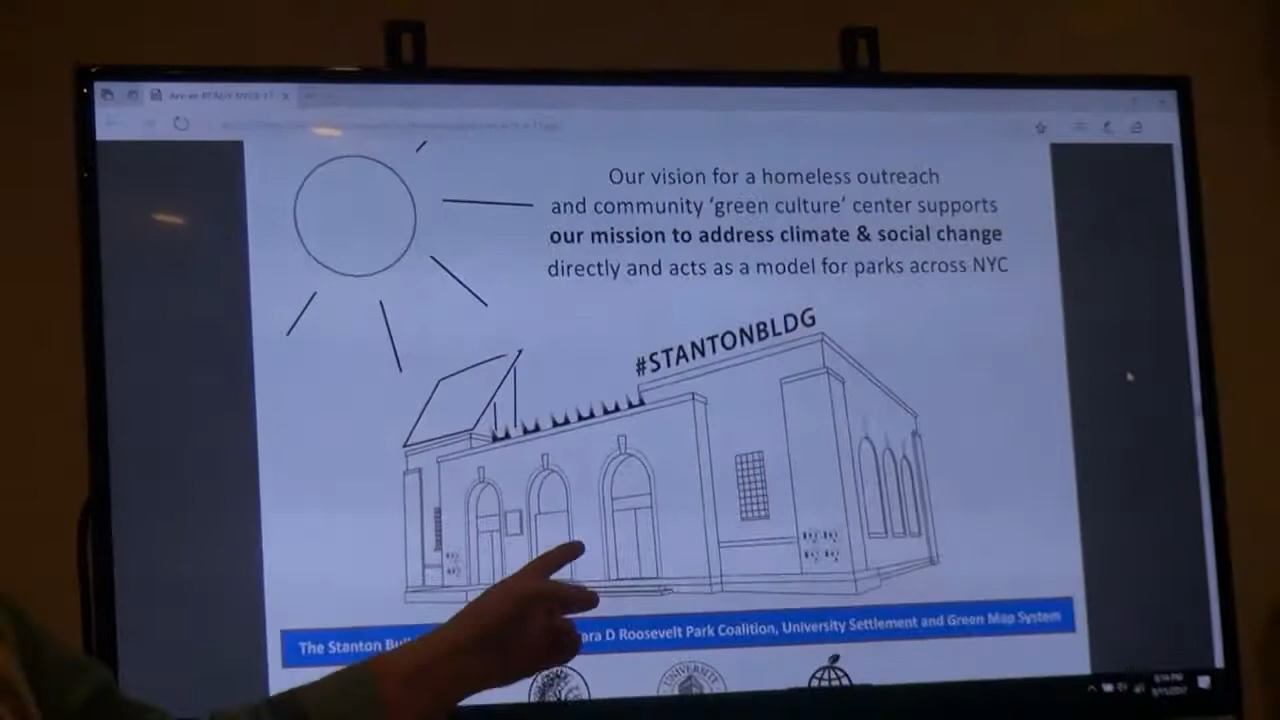 Our vision for a homeless outreach
and community 'green culture' center supports
our mission to address climate & social change
directly and acts as a model for parks across NYC
#STANTONBLDG
The Stanton D Roosevelt Park Coalition, University Settlement and Green Map System
UNIVERSITY